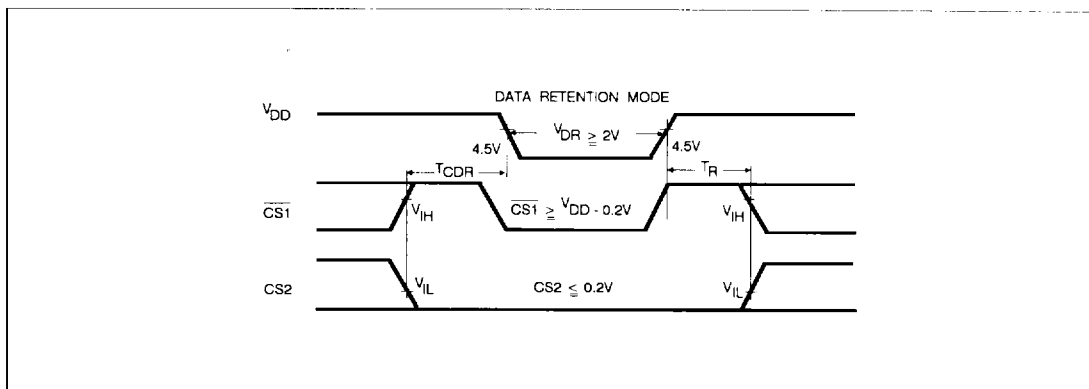 DATA RETENTION MODE
VDD
VDR ≧ 2V
4.5V
4.5V
TCDR
TR
CS1
VIH
CS1 ≧ VDD - 0.2V
VIH
CS2
VIL
CS2 ≦ 0.2V
VIL